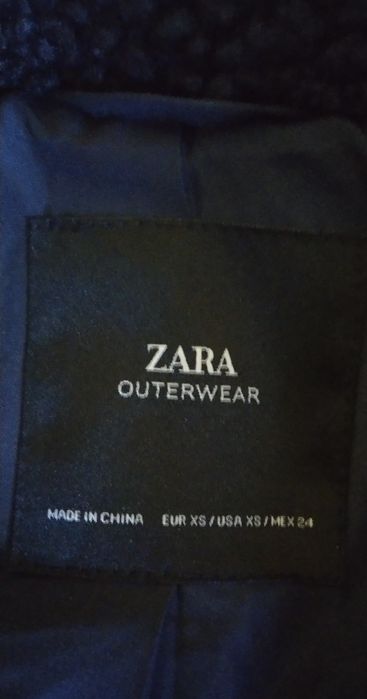 ZARA
OUTERWEAR
MADE IN CHINA EUR XS / USA XS / MEX 24